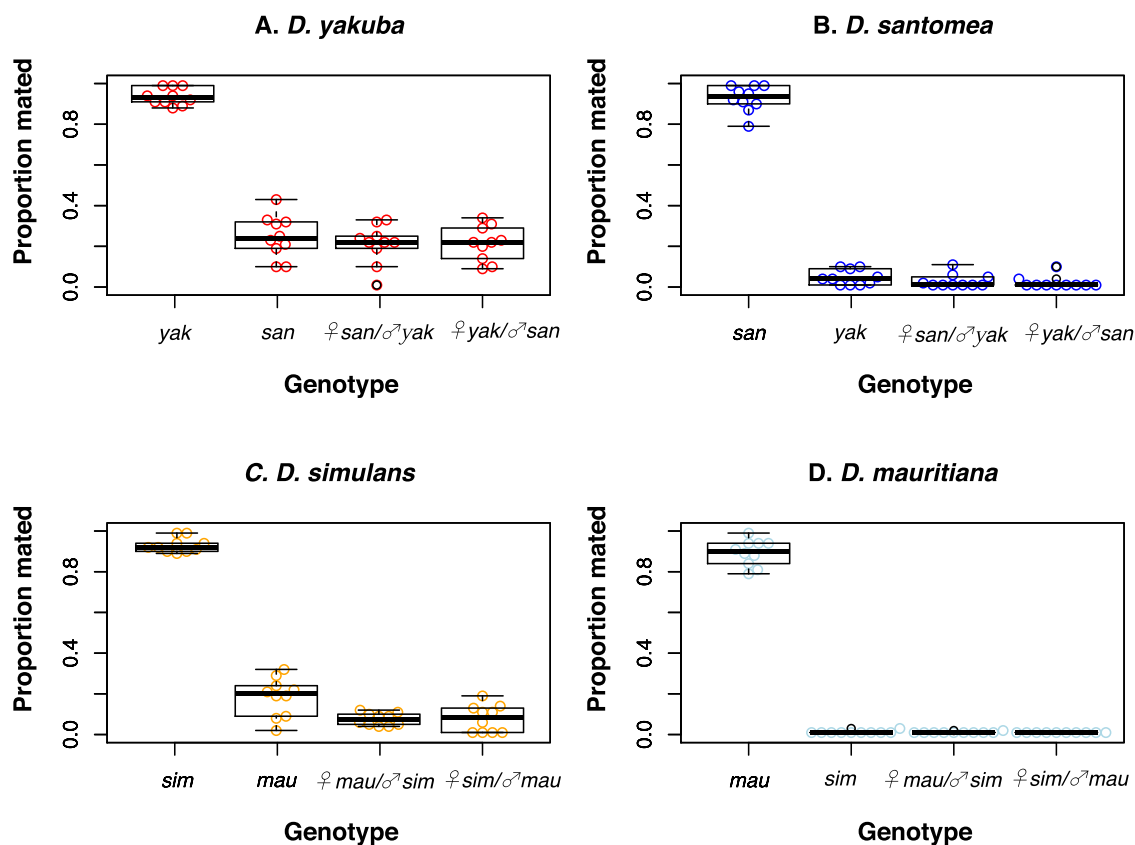 A. D. yakuba
B. D. santomea
Proportion mated
0.0 0.4 0.8
yak san ♀san/♂yak ♀yak/♂san
Genotype
Proportion mated
0.0 0.4 0.8
san yak ♀san/♂yak ♀yak/♂san
Genotype
C. D. simulans
D. D. mauritiana
Proportion mated
0.0 0.4 0.8
sim mau ♀mau/♂sim ♀sim/♂mau
Genotype
Proportion mated
0.0 0.4 0.8
mau sim ♀mau/♂sim ♀sim/♂mau
Genotype